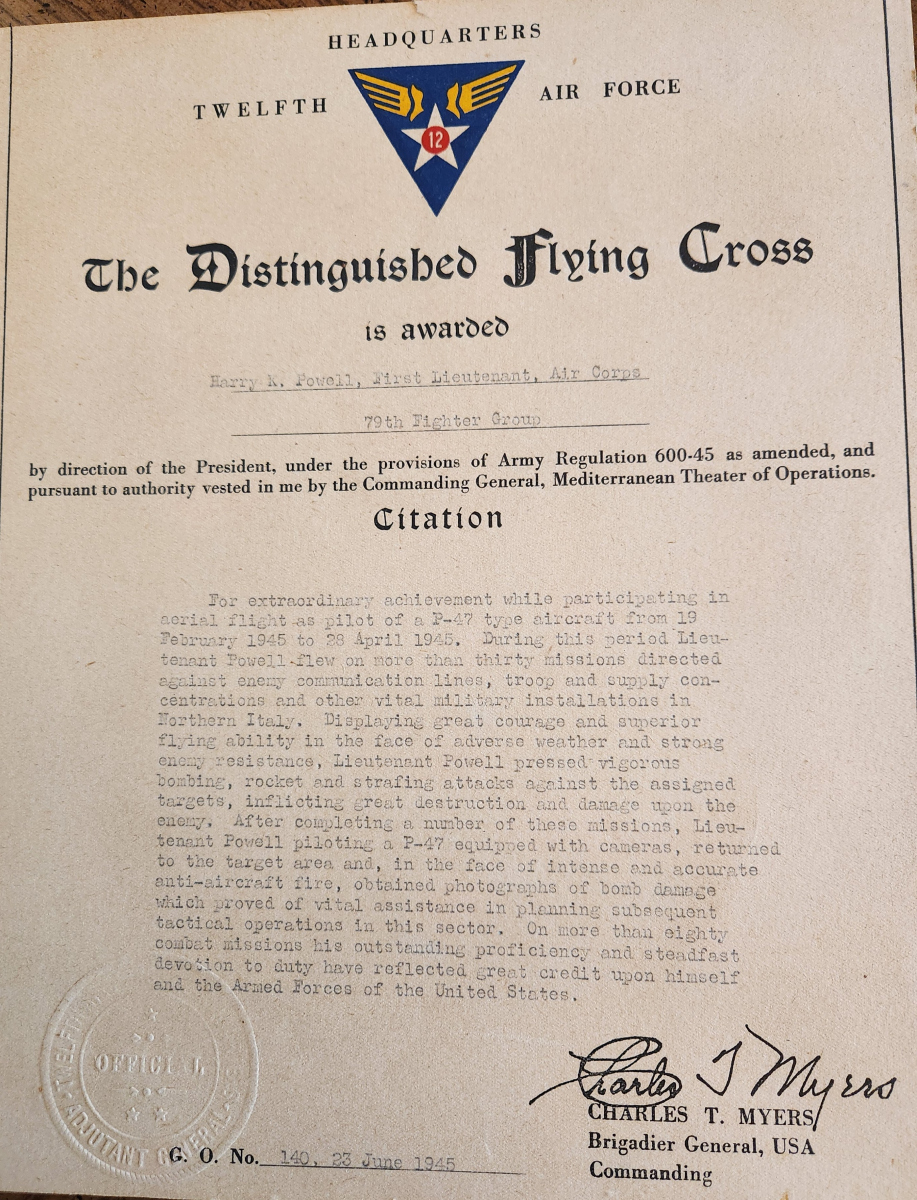 HEADQUARTERS
TWELFTH AIR FORCE
12
The Distinguished Flying Cross
is awarded
Harry K. Powell, First Lieutenant, Air Corps
79th Fighter Group
by direction of the President, under the provisions of Army Regulation 600-45 as amended, and
pursuant to authority vested in me by the Commanding General, Mediterranean Theater of Operations.
Citation
For extraordinary achievement while participating in
aerial flight as pilot of a P-47 type aircraft from 19
February 1945 to 28 April 1945. During this period Lieu-
tenant Powell flew on more than thirty missions directed
against enemy communication lines, troop and supply con-
centrations and other vital military installations in
Northern Italy. Displaying great courage and superior
flying ability in the face of adverse weather and strong
enemy resistance, Lieutenant Powell pressed vigorous
bombing, rocket and strafing attacks against the assigned
targets, inflicting great destruction and damage upon the
enemy. After completing a number of these missions, Lieu-
tenant Powell piloting a P-47 equipped with cameras, returned
to the target area and, in the face of intense and accurate
anti-aircraft fire, obtained photographs of bomb damage
which proved of vital assistance in planning subsequent
tactical operations in this sector. On more than eighty
combat missions his outstanding proficiency and steadfast
devotion to duty have reflected great credit upon himself
and the Armed Forces of the United States.
TWELFTH
OFFICIAL
ADJUTANT GENERAL
Charles T Myers
CHARLES T. MYERS
Brigadier General, USA
Commanding
G. O. No. 140, 23 June 1945